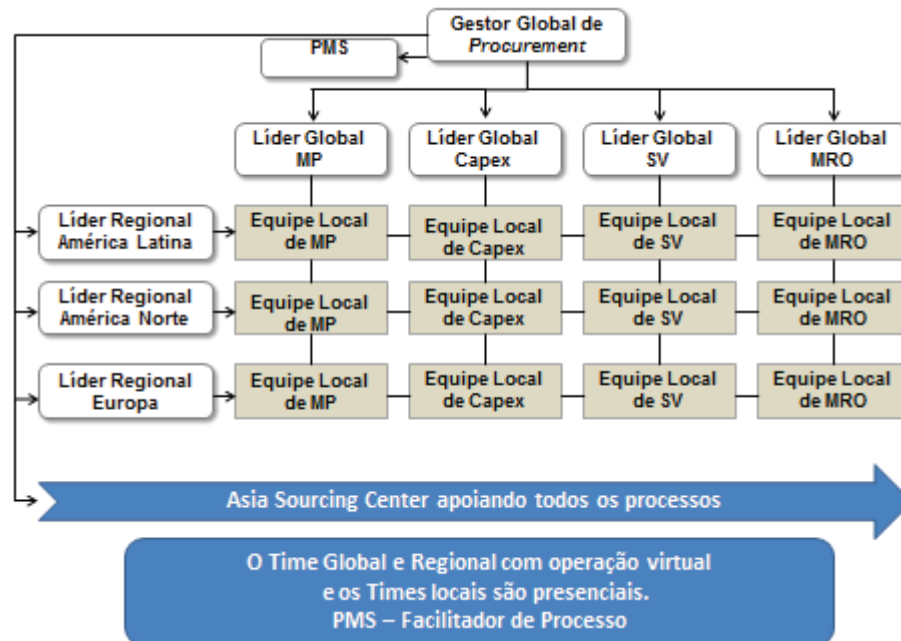 Gestor Global de
Procurement
PMS
Líder Global
MP
Líder Global
Capex
Líder Global
SV
Líder Global
MRO
Líder Regional
América Latina
Equipe Local
de MP
Equipe Local
de Capex
Equipe Local
de SV
Equipe Local
de MRO
Líder Regional
América Norte
Equipe Local
de MP
Equipe Local
de Capex
Equipe Local
de SV
Equipe Local
de MRO
Líder Regional
Europa
Equipe Local
de MP
Equipe Local
de Capex
Equipe Local
de SV
Equipe Local
de MRO
Asia Sourcing Center apoiando todos os processos
O Time Global e Regional com operação virtual
e os Times locais são presenciais.
PMS – Facilitador de Processo